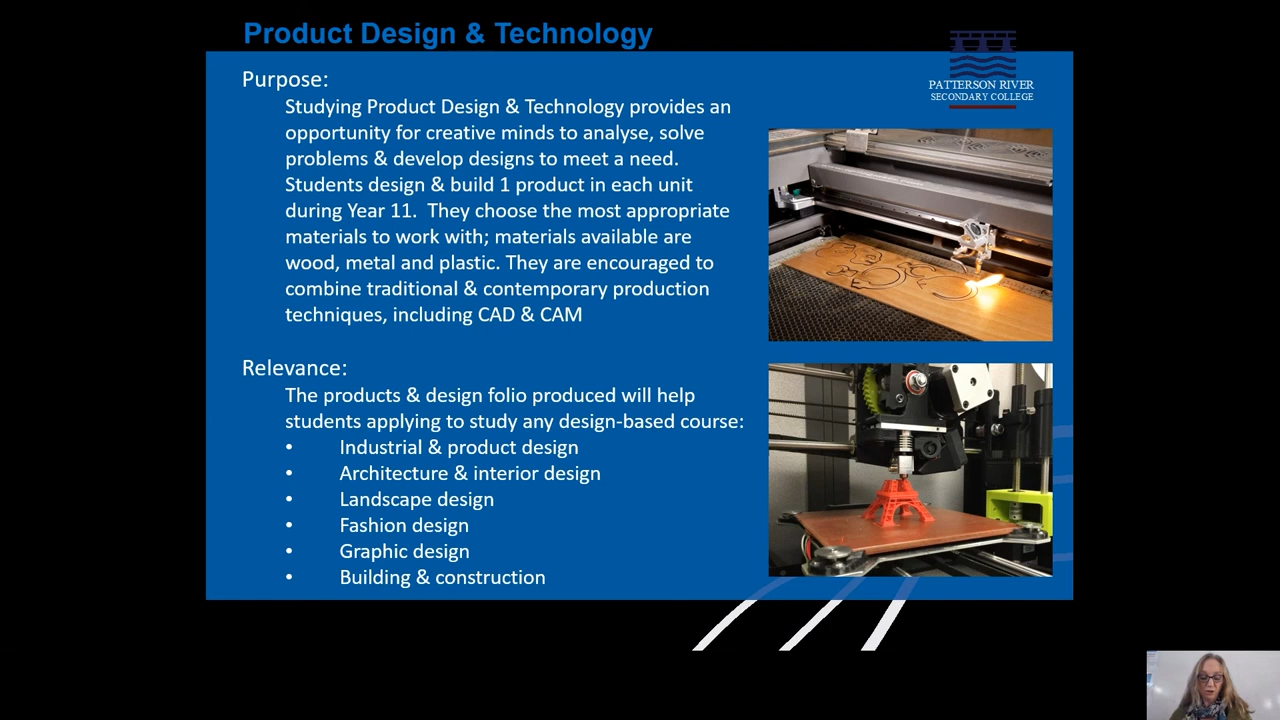 Product Design & Technology
PATTERSON RIVER
SECONDARY COLLEGE
Purpose:
Studying Product Design & Technology provides an
opportunity for creative minds to analyse, solve
problems & develop designs to meet a need.
Students design & build 1 product in each unit
during Year 11.  They choose the most appropriate
materials to work with; materials available are
wood, metal and plastic. They are encouraged to
combine traditional & contemporary production
techniques, including CAD & CAM
Relevance:
The products & design folio produced will help
students applying to study any design-based course:
• Industrial & product design
• Architecture & interior design
• Landscape design
• Fashion design
• Graphic design
• Building & construction